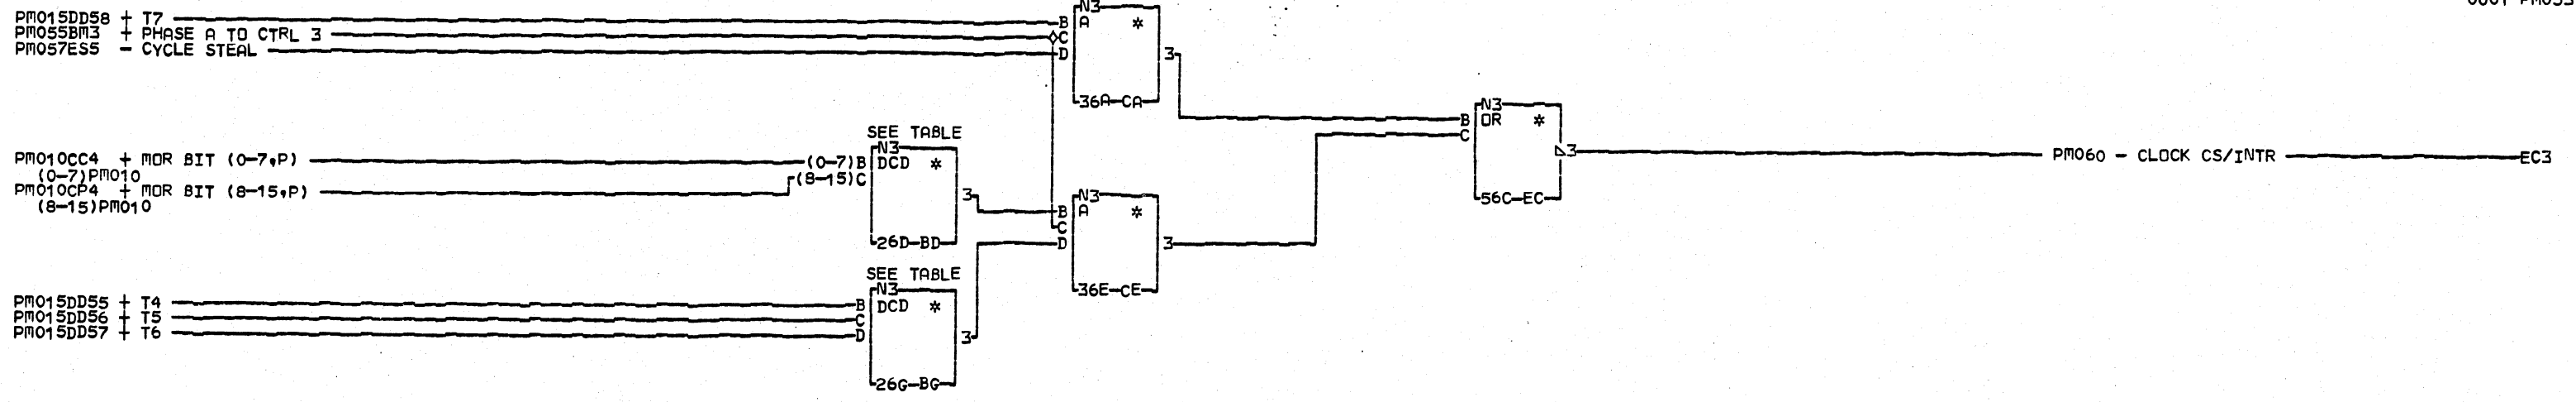 PM015DD58 + T7
PM055BM3 + PHASE A TO CTRL 3
PM057ES5 - CYCLE STEAL
B
C
D
N3
A *
3
36A-CA
SEE TABLE
PM010CC4 + MOR BIT (0-7,P)
(0-7)PM010
PM010CP4 + MOR BIT (8-15,P)
(8-15)PM010
(0-7)B
(8-15)C
N3
DCD *
3
26D-BD
B
C
D
N3
A *
3
36E-CE
SEE TABLE
PM015DD55 + T4
PM015DD56 + T5
PM015DD57 + T6
B
C
D
N3
DCD *
3
26G-BG
B
C
N3
OR *
3
56C-EC
PM060 - CLOCK CS/INTR
EC3